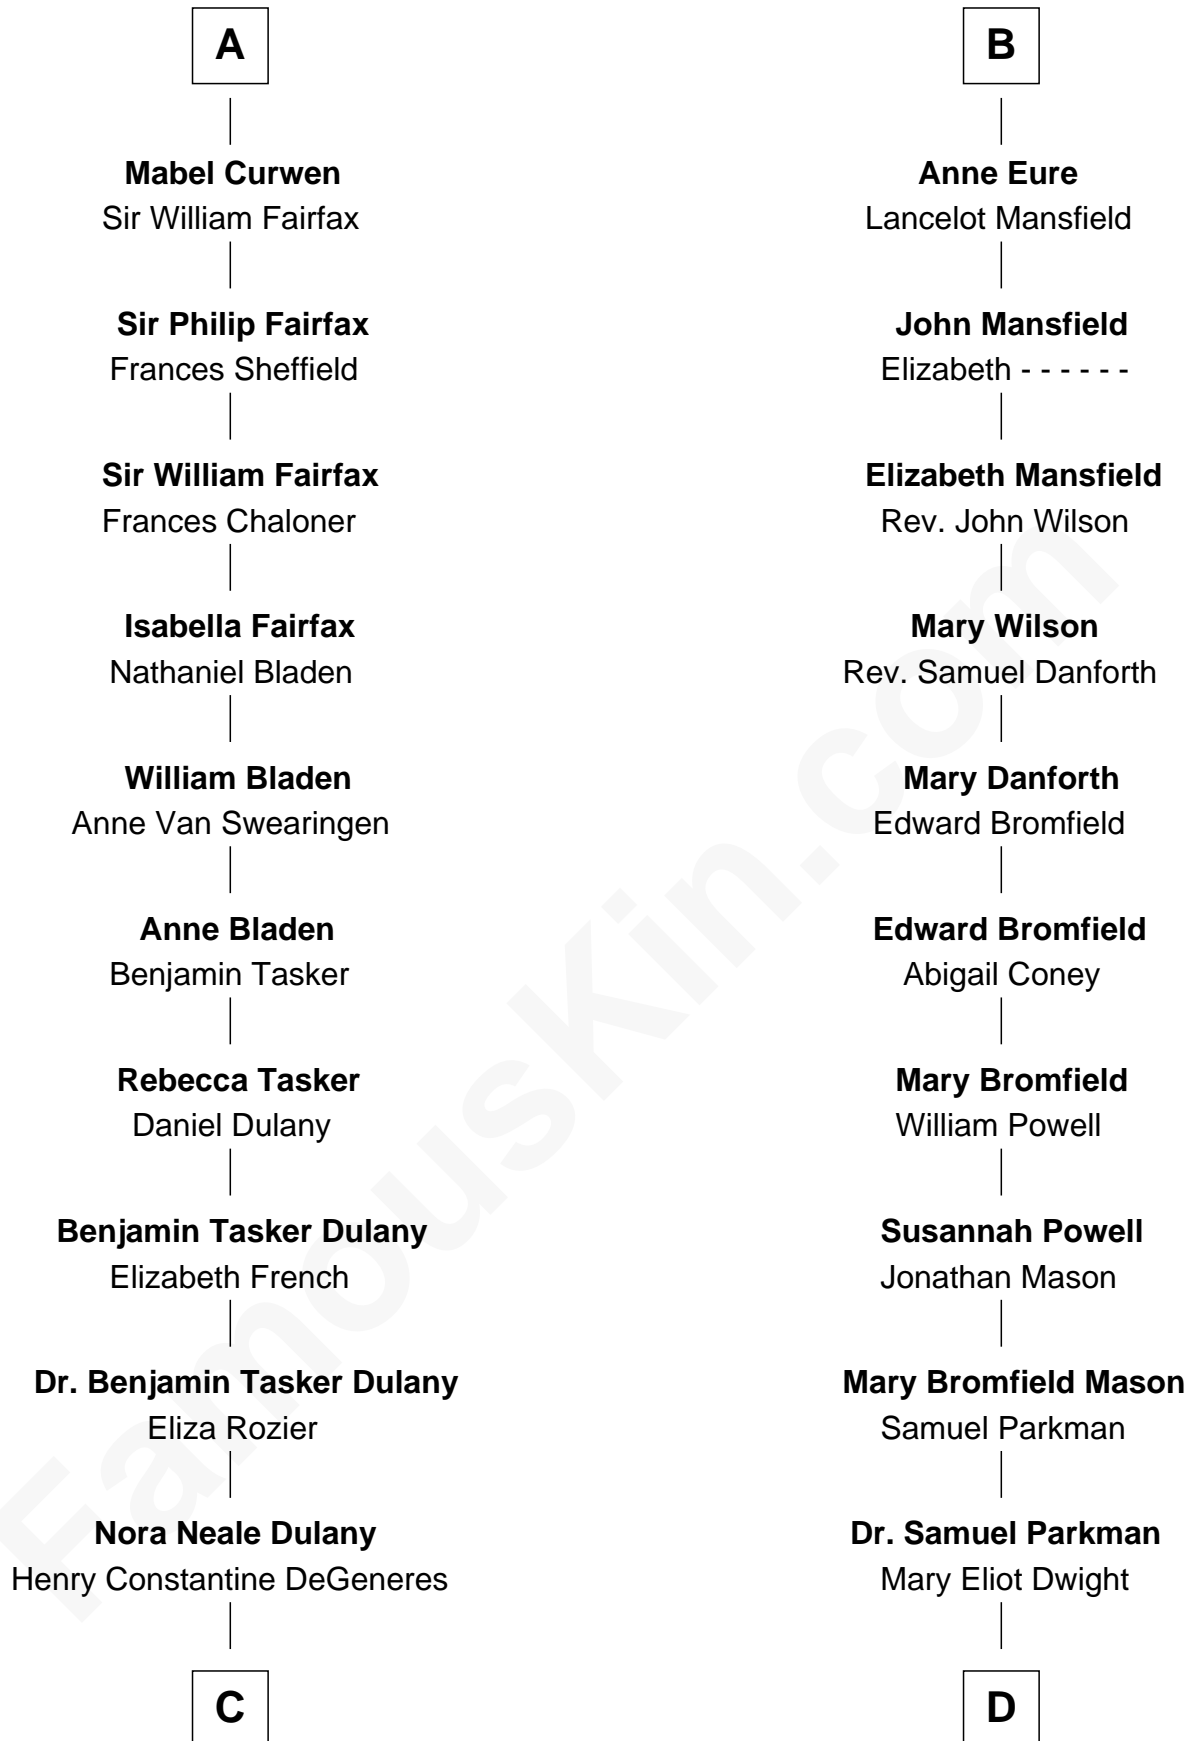 A
Mabel Curwen
Sir William Fairfax
Sir Philip Fairfax
Frances Sheffield
Sir William Fairfax
Frances Chaloner
Isabella Fairfax
Nathaniel Bladen
William Bladen
Anne Van Swearingen
Anne Bladen
Benjamin Tasker
Rebecca Tasker
Daniel Dulany
Benjamin Tasker Dulany
Elizabeth French
Dr. Benjamin Tasker Dulany
Eliza Rozier
Nora Neale Dulany
Henry Constantine DeGeneres
C
B
Anne Eure
Lancelot Mansfield
John Mansfield
Elizabeth - - - - - -
Elizabeth Mansfield
Rev. John Wilson
Mary Wilson
Rev. Samuel Danforth
Mary Danforth
Edward Bromfield
Edward Bromfield
Abigail Coney
Mary Bromfield
William Powell
Susannah Powell
Jonathan Mason
Mary Bromfield Mason
Samuel Parkman
Dr. Samuel Parkman
Mary Eliot Dwight
D
FamousKin.com